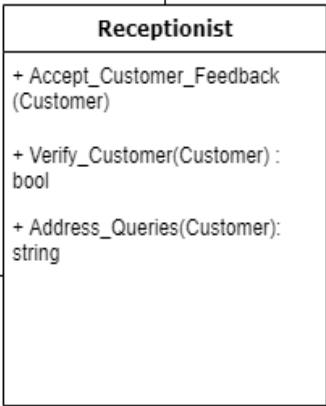 Receptionist
+ Accept_Customer_Feedback
(Customer)
+ Verify_Customer(Customer) :
bool
+ Address_Queries(Customer):
string